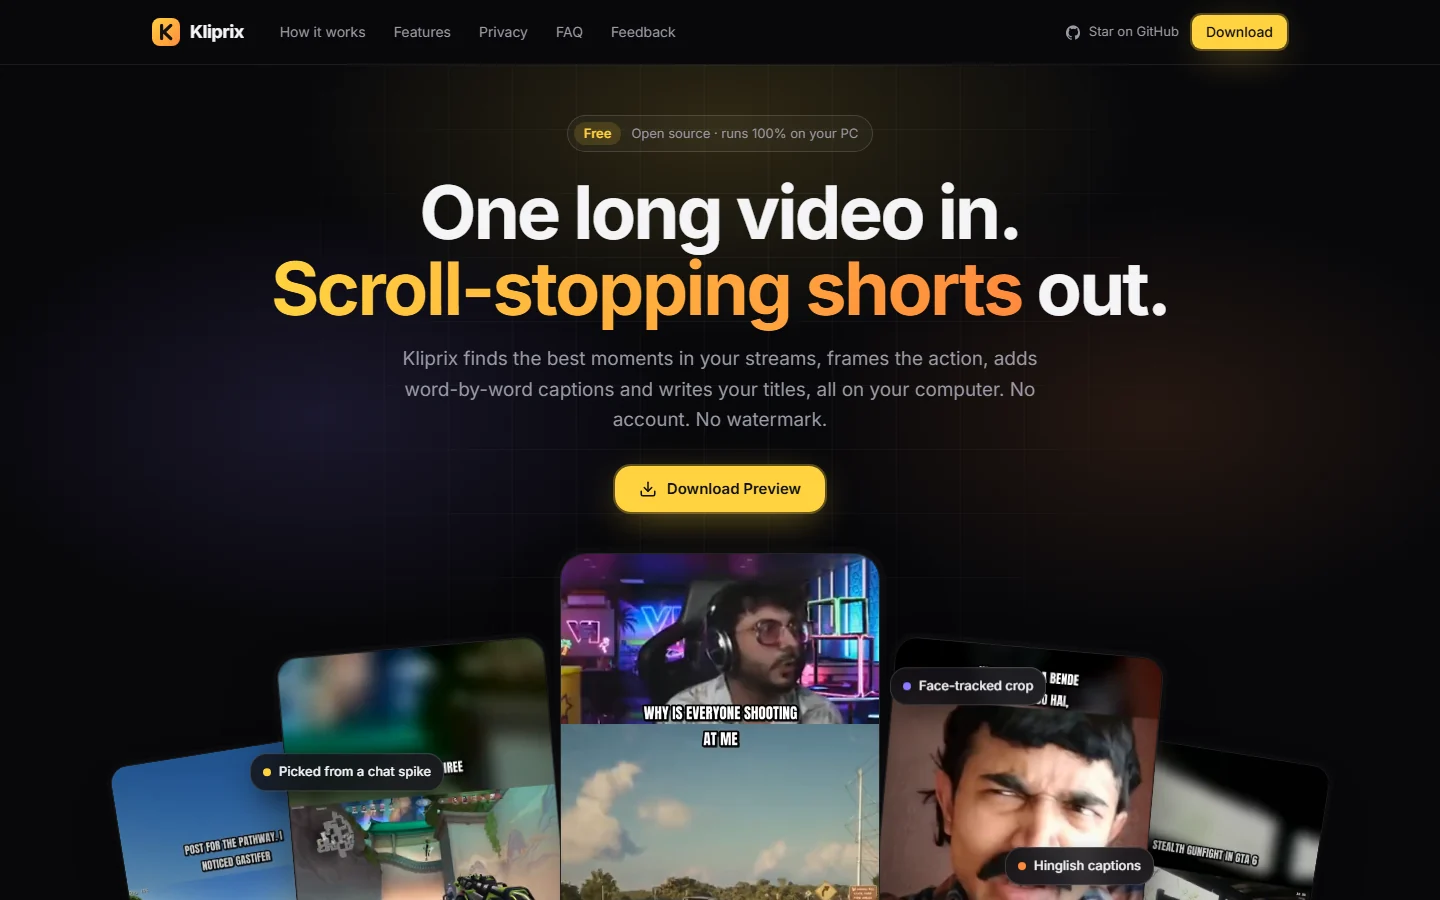 Kliprix
How it works
Features
Privacy
FAQ
Feedback
Star on GitHub
Download
Free
Open source · runs 100% on your PC
One long video in.
Scroll-stopping shorts out.
Kliprix finds the best moments in your streams, frames the action, adds
word-by-word captions and writes your titles, all on your computer. No
account. No watermark.
Download Preview
WHY IS EVERYONE SHOOTING
AT ME
Face-tracked crop
BENDE
HAI,
Picked from a chat spike
POST FOR THE PATHWAY. I
NOTICED GASTIFER
STEALTH GUNFIGHT IN GTA 6
Hinglish captions